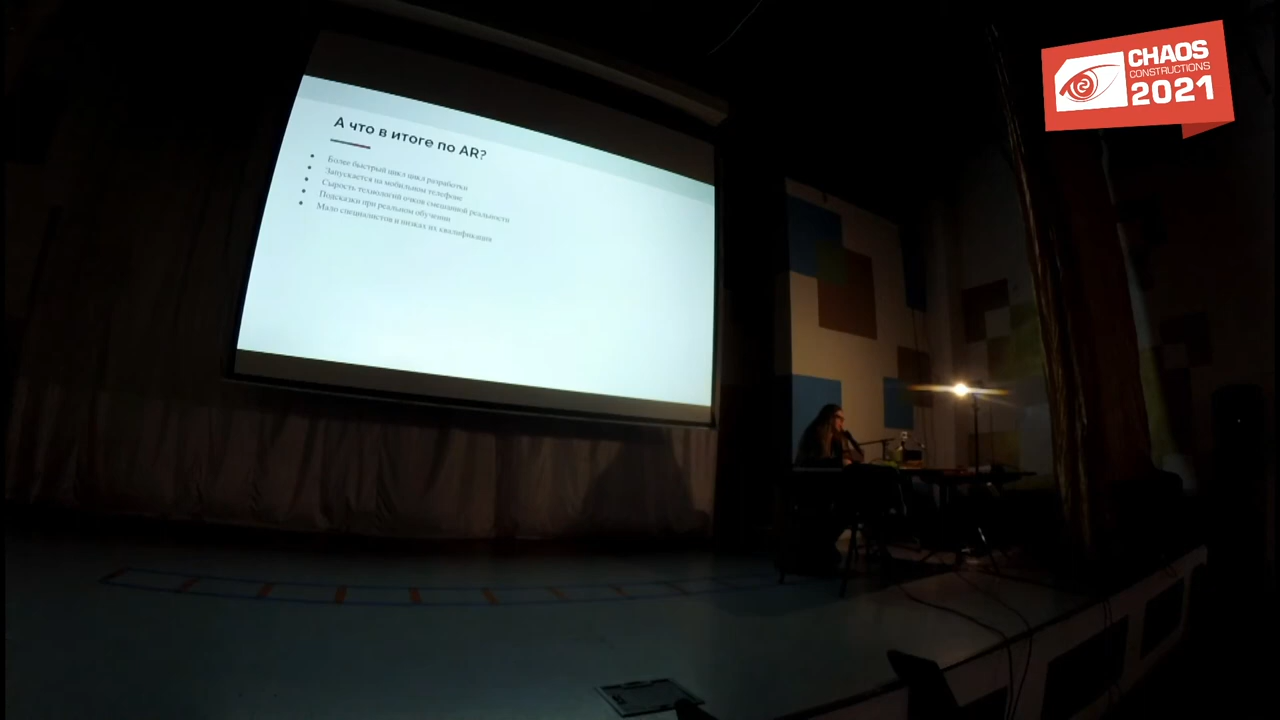 А что в итоге по AR?
Более быстрый цикл цикл разработки
Запускается на мобильном телефоне
Сырость технологий очков смешанной реальности
Подсказки при реальном обучении
Мало специалистов и низкая их квалификация
CHAOS
CONSTRUCTIONS
2021